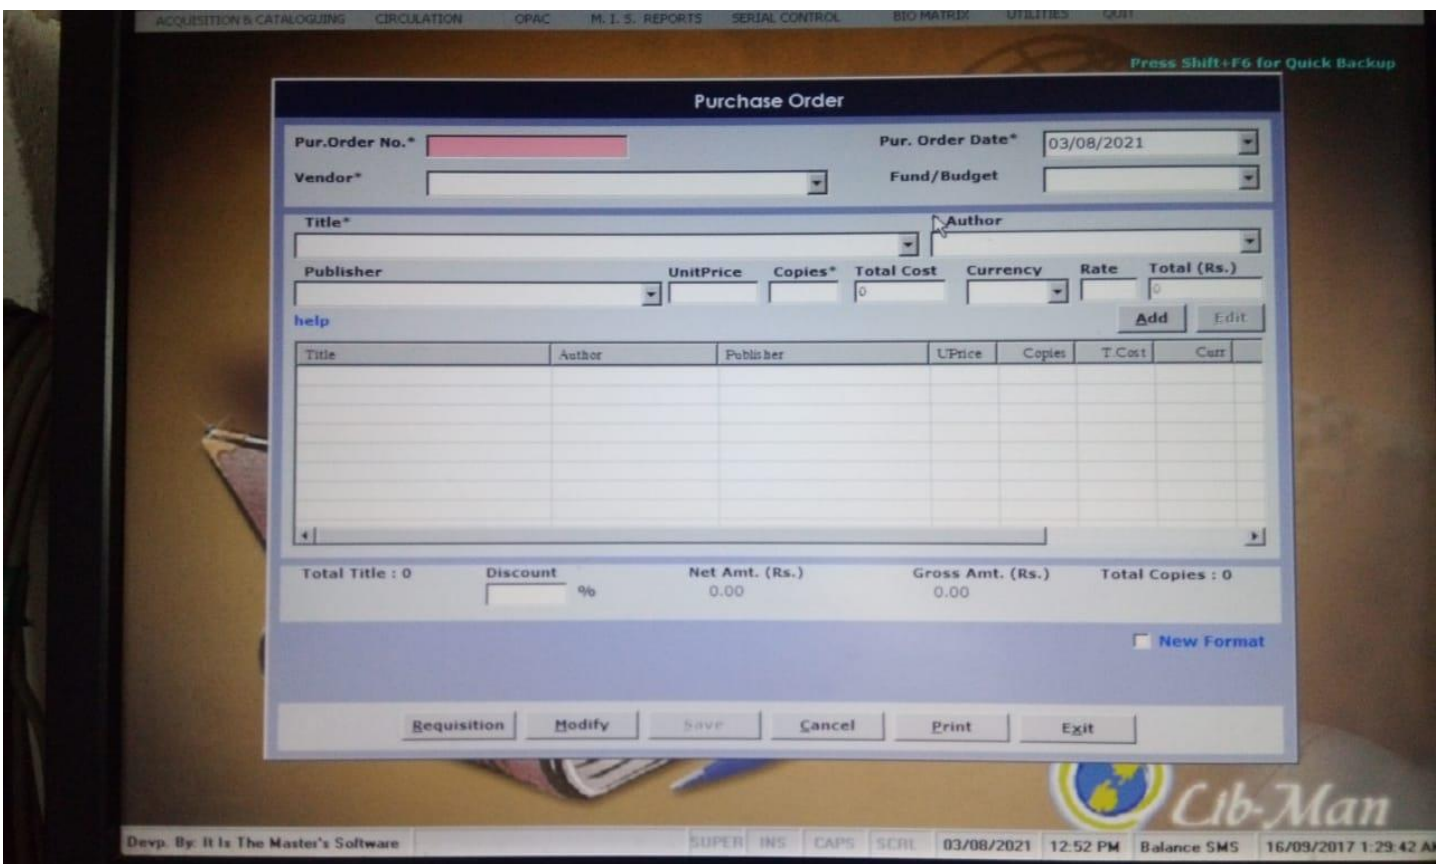 ACQUISITION & CATALOGUING CIRCULATION OPAC M. I. S. REPORTS SERIAL CONTROL BIO MATRIX UTILITIES QUIT
Press Shift+F6 for Quick Backup
Purchase Order
Pur.Order No.* Pur. Order Date* 03/08/2021
Vendor* Fund/Budget
Title* Author
Publisher UnitPrice Copies* Total Cost Currency Rate Total (Rs.)
0 0
help Add Edit
Title Author Publisher UPrice Copies T.Cost Curr
Total Title : 0 Discount Net Amt. (Rs.) Gross Amt. (Rs.) Total Copies : 0
% 0.00 0.00
New Format
Requisition Modify Save Cancel Print Exit
Lib-Man
Devp. By: It Is The Master's Software SUPER INS CAPS SCRL 03/08/2021 12:52 PM Balance SMS 16/09/2017 1:29:42 A